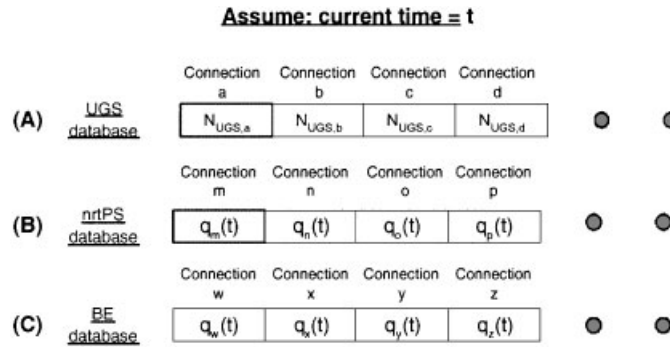 Assume: current time = t
Connection a Connection b Connection c Connection d
(A) UGS database N_UGS,a N_UGS,b N_UGS,c N_UGS,d
Connection m Connection n Connection o Connection p
(B) nrtPS database q_m(t) q_n(t) q_o(t) q_p(t)
Connection w Connection x Connection y Connection z
(C) BE database q_w(t) q_x(t) q_y(t) q_z(t)